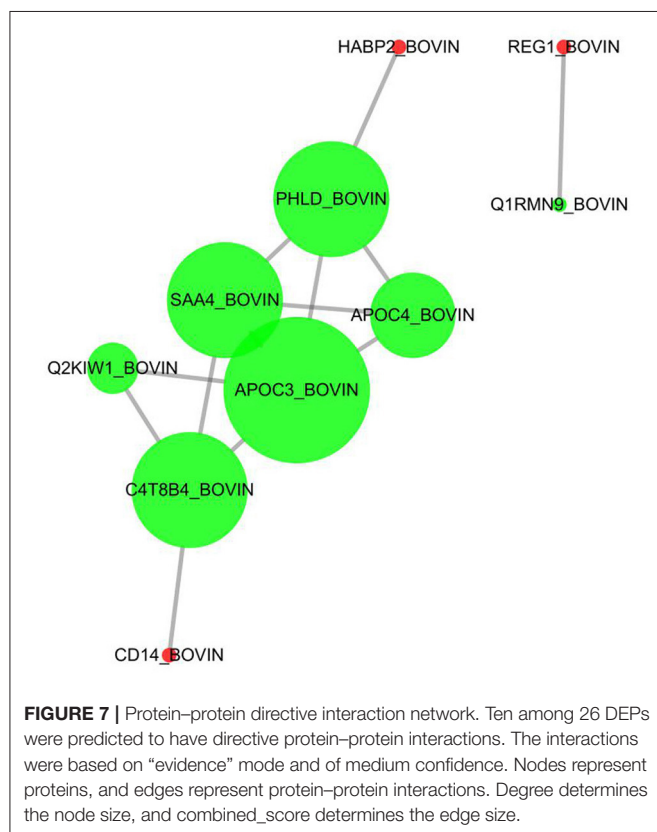 HABP2_BOVIN
REG1_BOVIN
PHLD_BOVIN
Q1RMN9_BOVIN
SAA4_BOVIN
APOC4_BOVIN
Q2KIW1_BOVIN
APOC3_BOVIN
C4T8B4_BOVIN
CD14_BOVIN
FIGURE 7 | Protein–protein directive interaction network. Ten among 26 DEPs
were predicted to have directive protein–protein interactions. The interactions
were based on “evidence” mode and of medium confidence. Nodes represent
proteins, and edges represent protein–protein interactions. Degree determines
the node size, and combined_score determines the edge size.